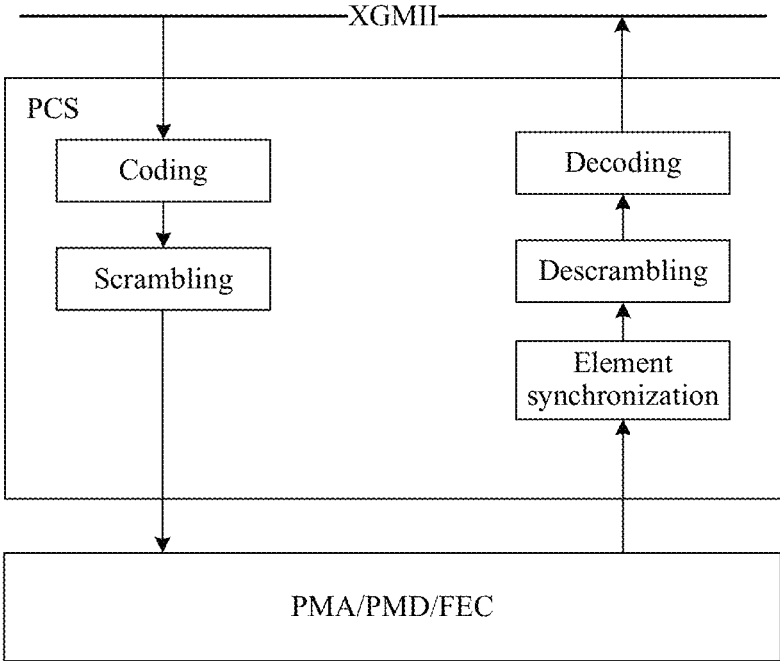 XGMII
PCS
Coding
Scrambling
Decoding
Descrambling
Element
synchronization
PMA/PMD/FEC